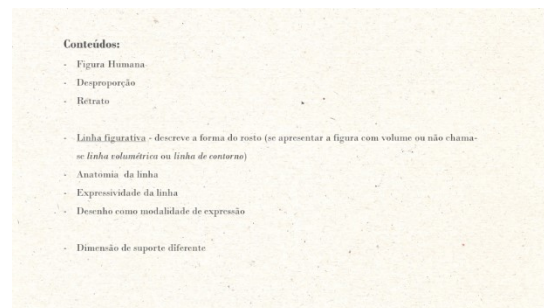 Conteúdos:
- Figura Humana
- Desproporção
- Retrato
- Linha figurativa - descreve a forma do rosto (se apresentar a figura com volume ou não chama-
se linha volumétrica ou linha de contorno)
- Anatomia da linha
- Expressividade da linha
- Desenho como modalidade de expressão
- Dimensão de suporte diferente